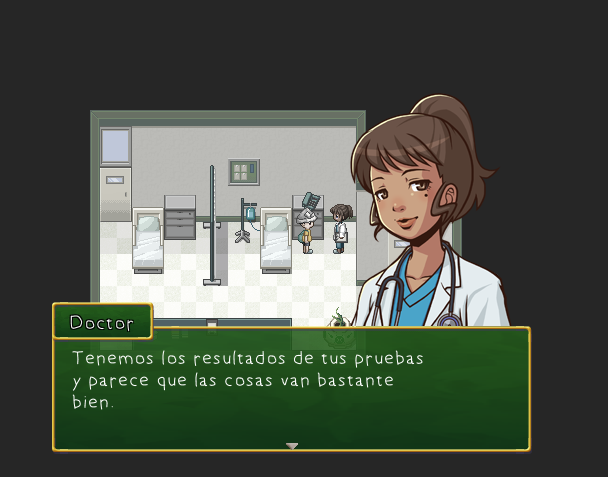 Doctor
Tenemos los resultados de tus pruebas
y parece que las cosas van bastante
bien.